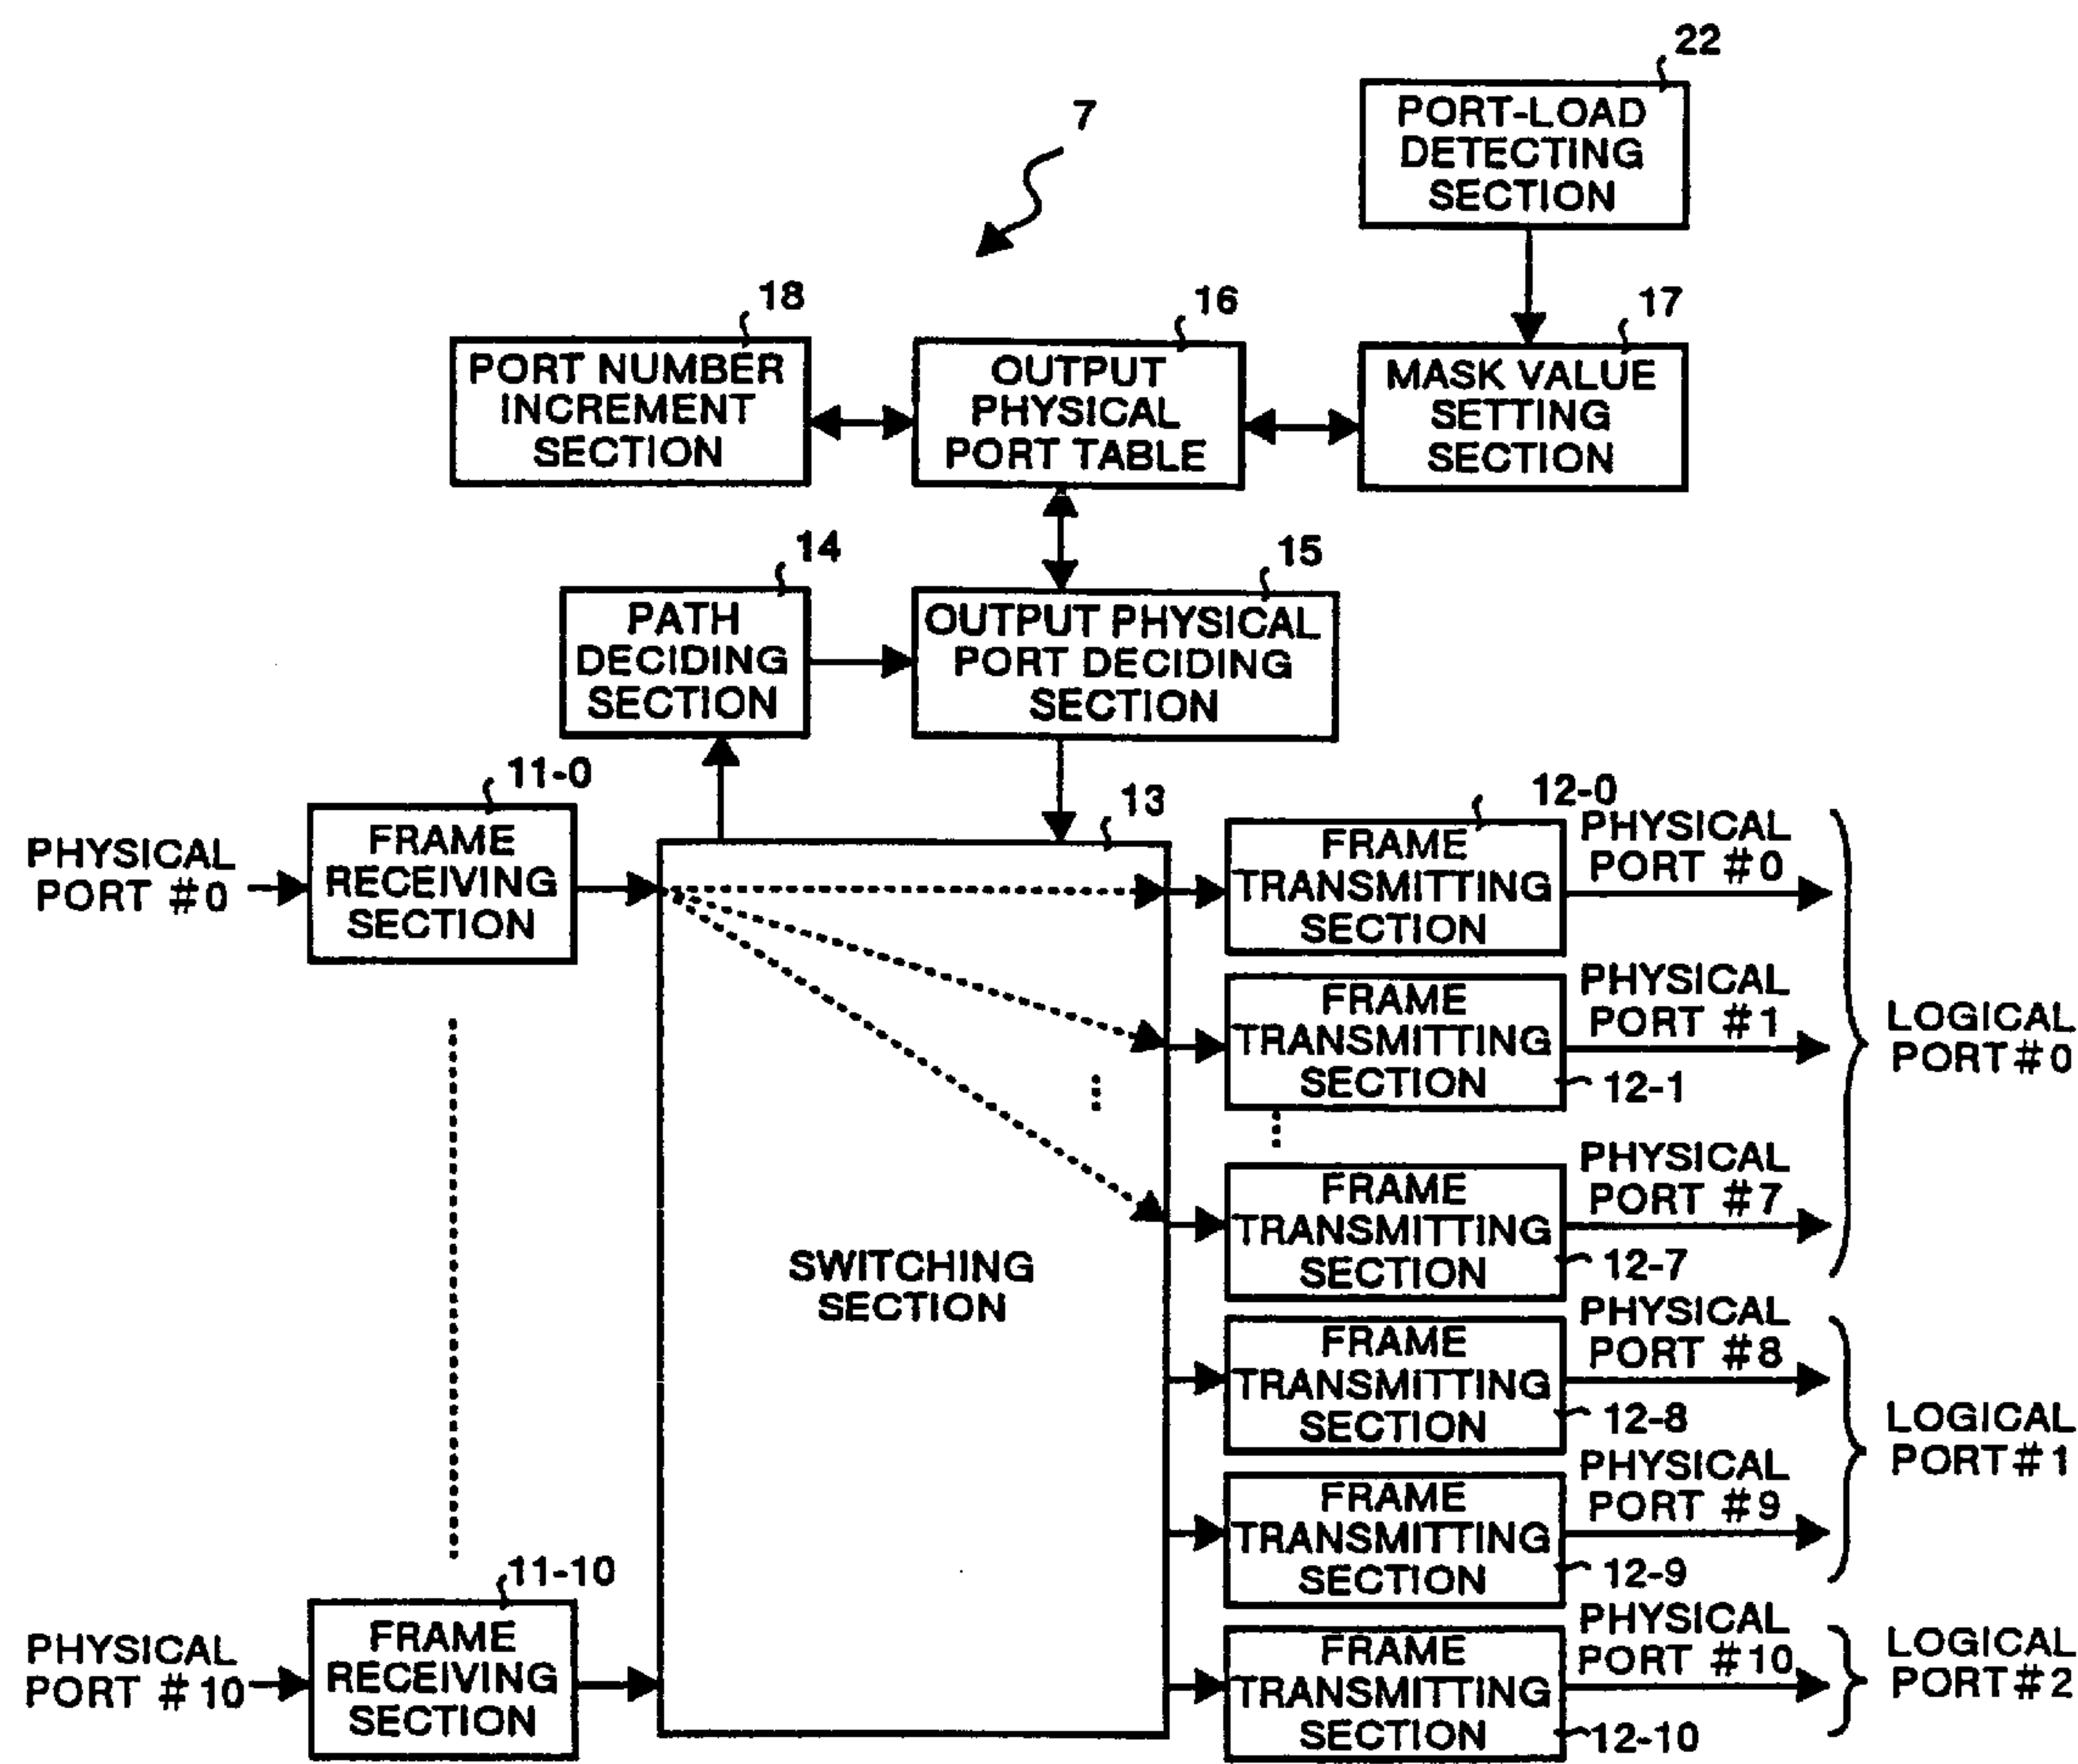 22
PORT-LOAD
DETECTING
SECTION
7
18
PORT NUMBER
INCREMENT
SECTION
16
OUTPUT
PHYSICAL
PORT TABLE
17
MASK VALUE
SETTING
SECTION
14
PATH
DECIDING
SECTION
15
OUTPUT PHYSICAL
PORT DECIDING
SECTION
PHYSICAL
PORT #0
11-0
FRAME
RECEIVING
SECTION
13
SWITCHING
SECTION
12-0
FRAME
TRANSMITTING
SECTION
PHYSICAL
PORT #0
FRAME
TRANSMITTING
SECTION
12-1
PHYSICAL
PORT #1
LOGICAL
PORT#0
FRAME
TRANSMITTING
SECTION
12-7
PHYSICAL
PORT #7
FRAME
TRANSMITTING
SECTION
12-8
PHYSICAL
PORT #8
LOGICAL
PORT#1
FRAME
TRANSMITTING
SECTION
12-9
PHYSICAL
PORT #9
PHYSICAL
PORT #10
11-10
FRAME
RECEIVING
SECTION
FRAME
TRANSMITTING
SECTION
12-10
PHYSICAL
PORT #10
LOGICAL
PORT#2